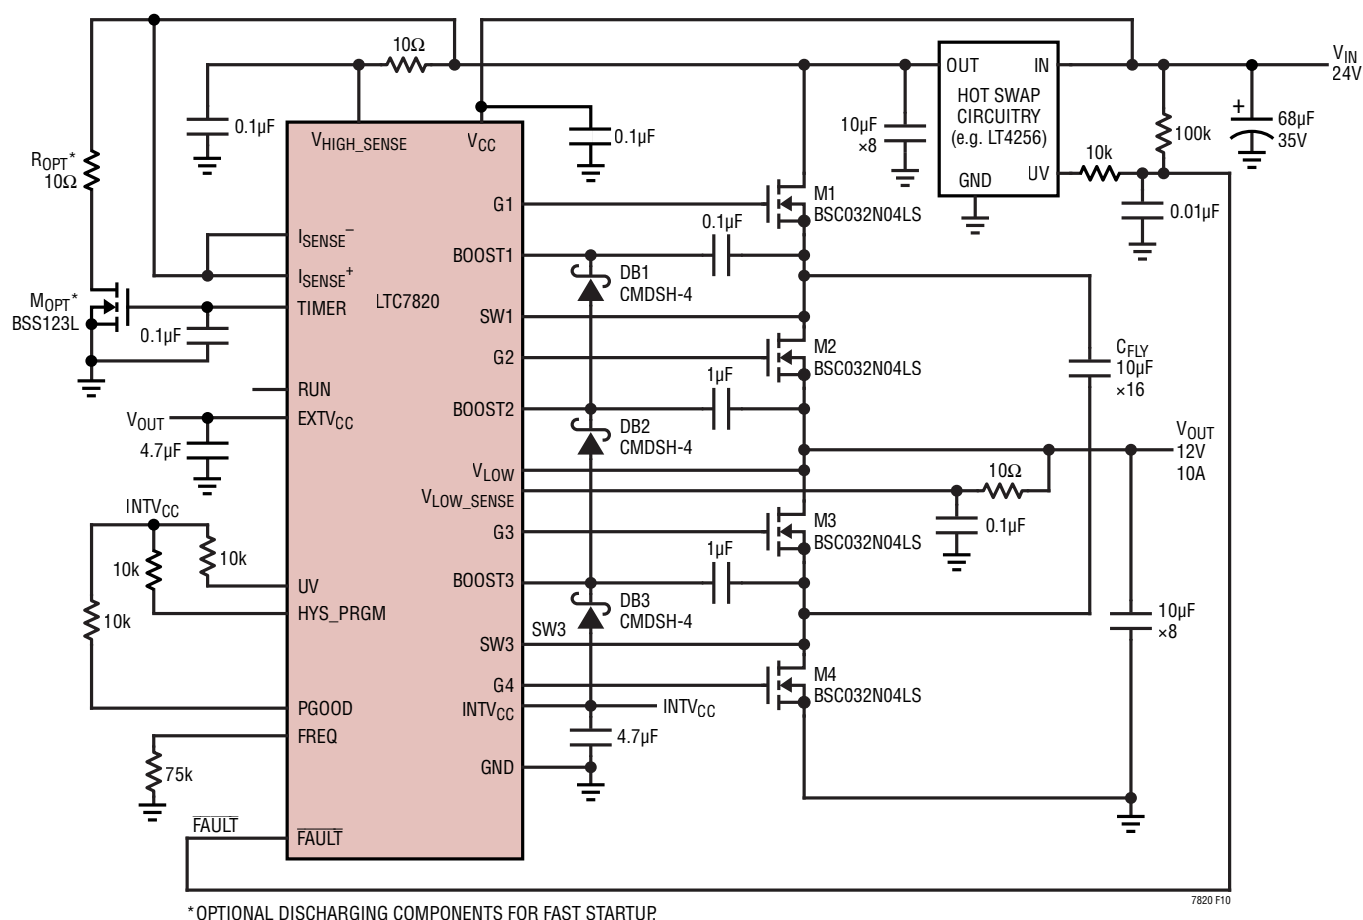 10Ω
V_IN
24V
OUT
IN
HOT SWAP
CIRCUITRY
(e.g. LT4256)
GND
UV
10µF
×8
10k
100k
+
68µF
35V
0.01µF
0.1µF
V_HIGH_SENSE
V_CC
0.1µF
R_OPT*
10Ω
G1
M1
BSC032N04LS
0.1µF
I_SENSE⁻
BOOST1
I_SENSE⁺
DB1
CMDSH-4
M_OPT*
BSS123L
TIMER
LTC7820
0.1µF
SW1
G2
M2
BSC032N04LS
C_FLY
10µF
×16
RUN
1µF
BOOST2
V_OUT
EXTV_CC
DB2
CMDSH-4
4.7µF
V_OUT
12V
10A
V_LOW
10Ω
V_LOW_SENSE
0.1µF
INTV_CC
G3
M3
BSC032N04LS
10k
10k
1µF
UV
BOOST3
HYS_PRGM
10k
DB3
CMDSH-4
10µF
×8
SW3
SW3
G4
M4
BSC032N04LS
PGOOD
INTV_CC
INTV_CC
FREQ
4.7µF
75k
GND
FAULT
FAULT
7820 F10
*OPTIONAL DISCHARGING COMPONENTS FOR FAST STARTUP.